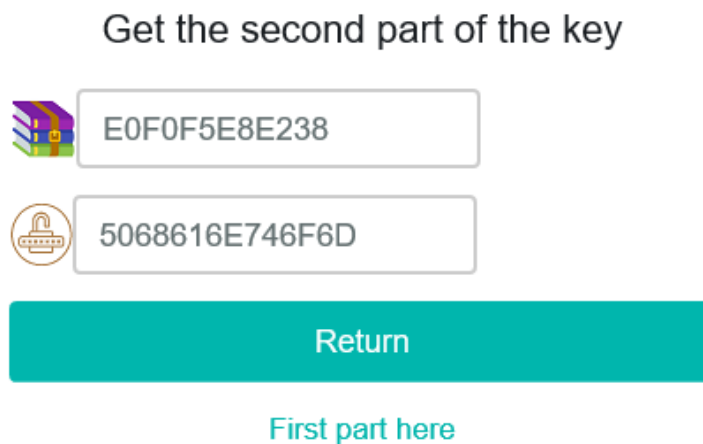 Get the second part of the key
E0F0F5E8E238
5068616E746F6D
Return
First part here